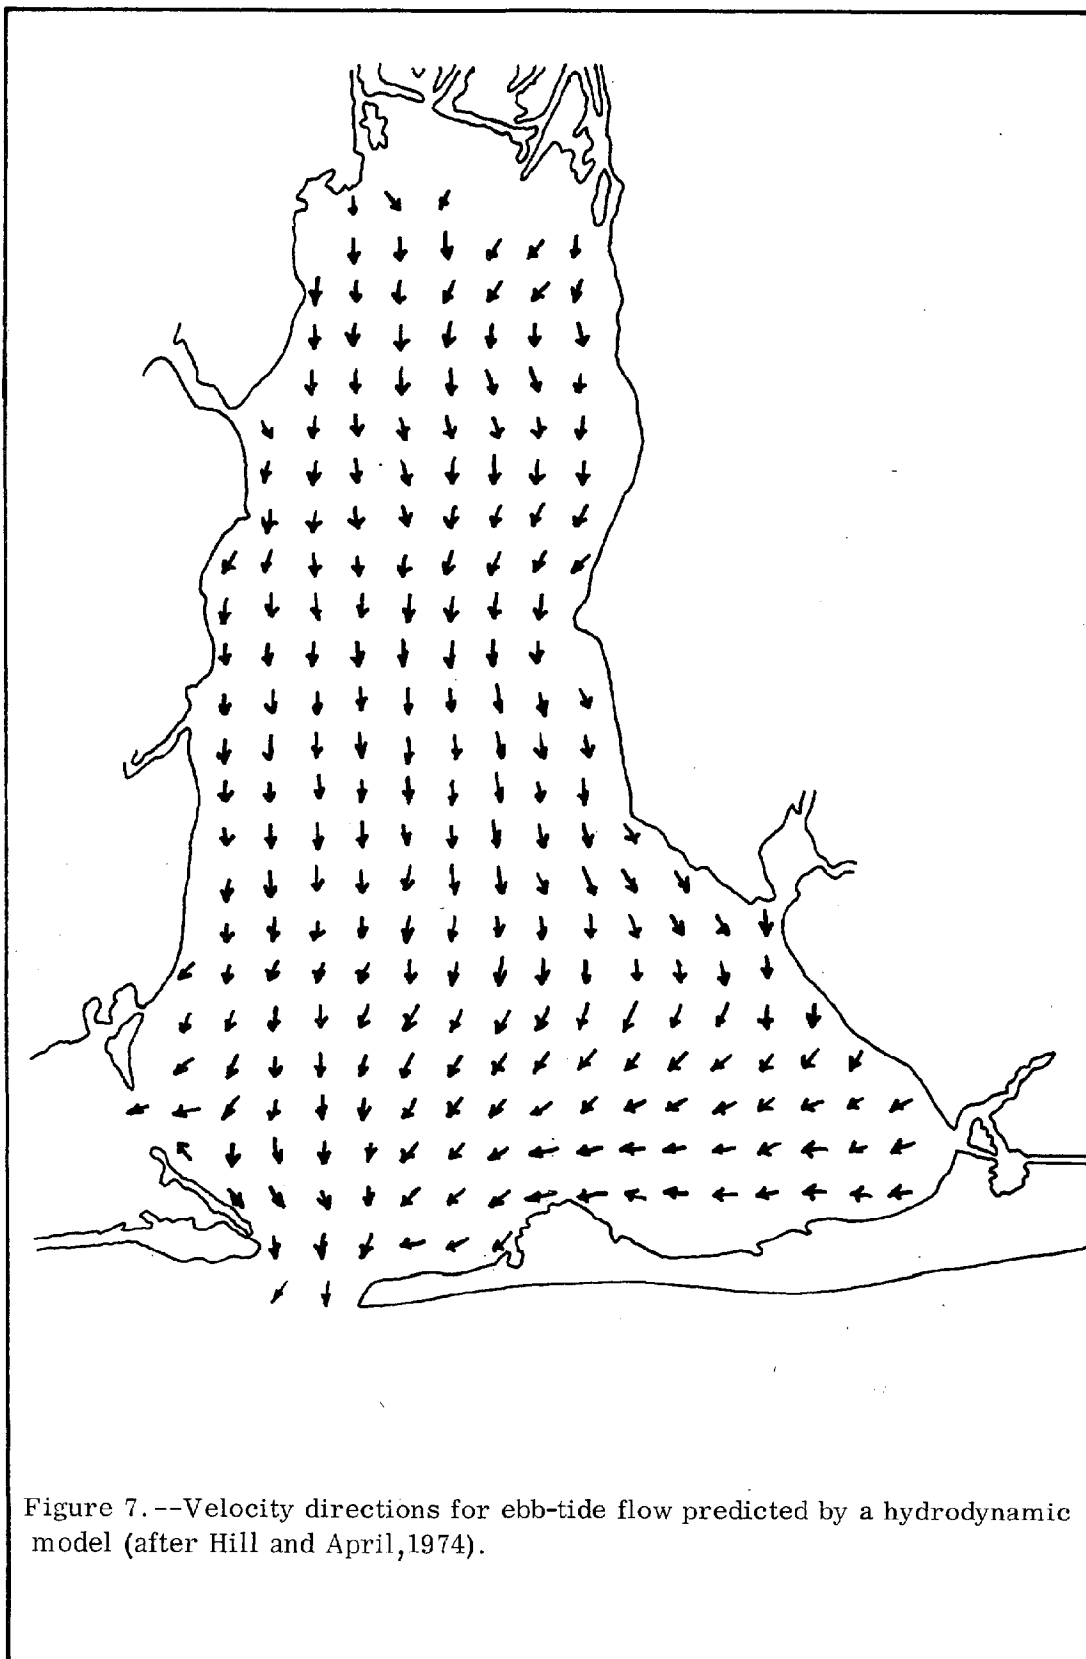 Figure 7.--Velocity directions for ebb-tide flow predicted by a hydrodynamic
model (after Hill and April,1974).